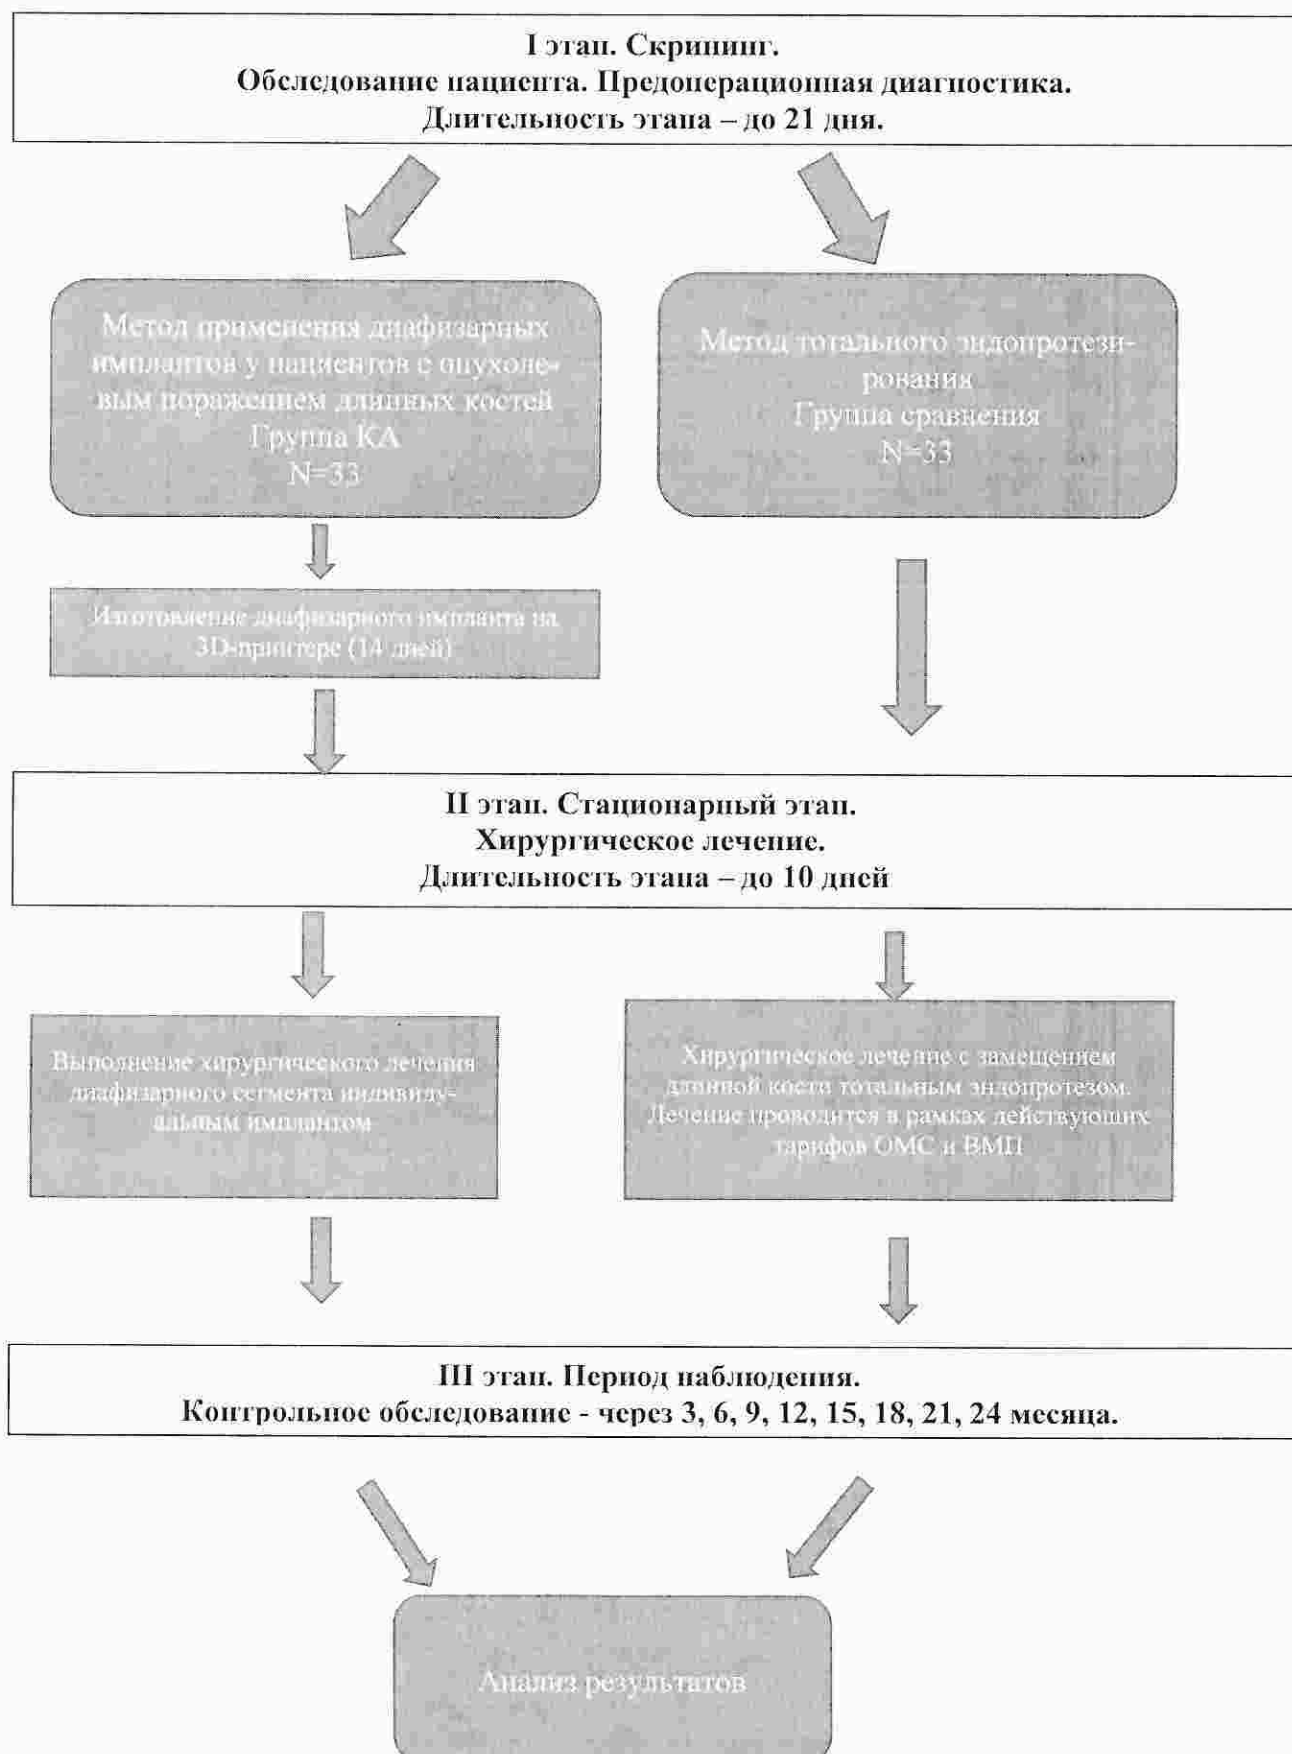 I этап. Скрининг.
Обследование пациента. Предоперационная диагностика.
Длительность этапа – до 21 дня.
Метод применения диафизарных
имплантов у пациентов с опухоле-
вым поражением длинных костей
Группа КА
N=33
Метод тотального эндопротези-
рования
Группа сравнения
N=33
Изготовление диафизарного импланта на
3D-принтере (14 дней)
II этап. Стационарный этап.
Хирургическое лечение.
Длительность этапа – до 10 дней
Выполнение хирургического лечения
диафизарного сегмента индивиду-
альным имплантом
Хирургическое лечение с замещением
длинной кости тотальным эндопротезом.
Лечение проводится в рамках действующих
тарифов ОМС и ВМП
III этап. Период наблюдения.
Контрольное обследование - через 3, 6, 9, 12, 15, 18, 21, 24 месяца.
Анализ результатов